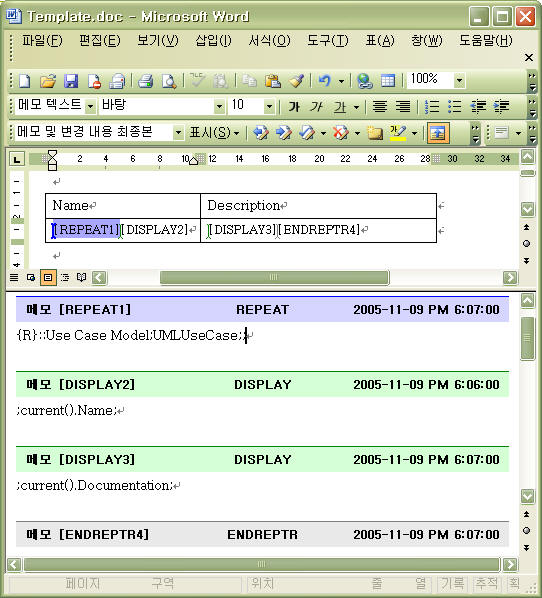 Template.doc - Microsoft Word
파일(F) 편집(E) 보기(V) 삽입(I) 서식(O) 도구(T) 표(A) 창(W) 도움말(H)
100%
메모 텍스트 바탕 10 가 가 가
메모 및 변경 내용 최종본 표시(S)
2 4 6 8 10 12 14 16 18 20 22 24 26 28 30 32 34
Name Description
[REPEAT1][DISPLAY2] [DISPLAY3][ENDREPTR4]
메모 [REPEAT1] REPEAT 2005-11-09 PM 6:07:00
{R}::Use Case Model;UMLUseCase;;
메모 [DISPLAY2] DISPLAY 2005-11-09 PM 6:06:00
;current().Name;
메모 [DISPLAY3] DISPLAY 2005-11-09 PM 6:07:00
;current().Documentation;
메모 [ENDREPTR4] ENDREPTR 2005-11-09 PM 6:07:00
페이지 구역 위치 줄 열 기록 추적 확